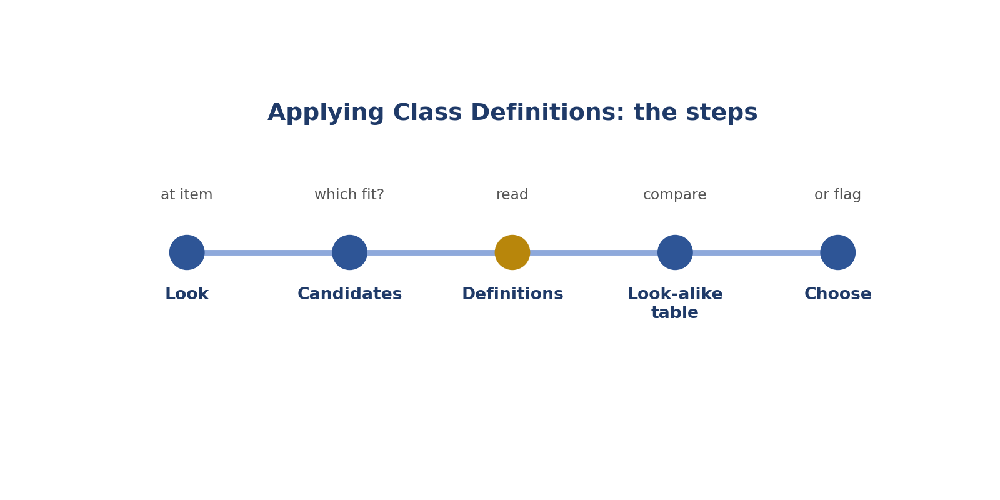 Applying Class Definitions: the steps
at item
which fit?
read
compare
or flag
Look
Candidates
Definitions
Look-alike
table
Choose